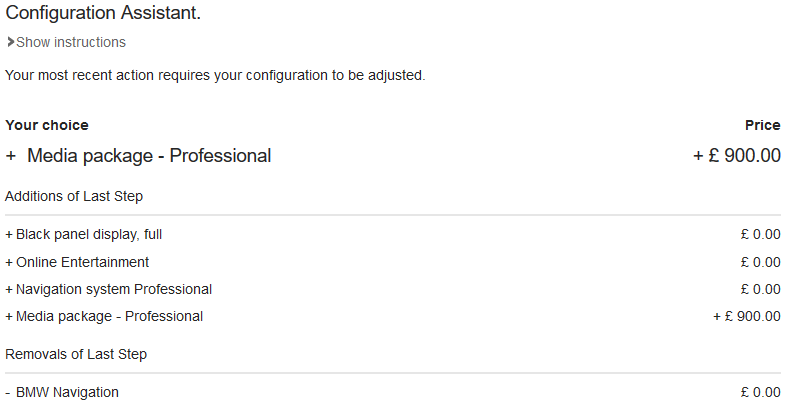 Configuration Assistant.
Show instructions
Your most recent action requires your configuration to be adjusted.
Your choice Price
+ Media package - Professional + £ 900.00
Additions of Last Step
+ Black panel display, full £ 0.00
+ Online Entertainment £ 0.00
+ Navigation system Professional £ 0.00
+ Media package - Professional + £ 900.00
Removals of Last Step
- BMW Navigation £ 0.00